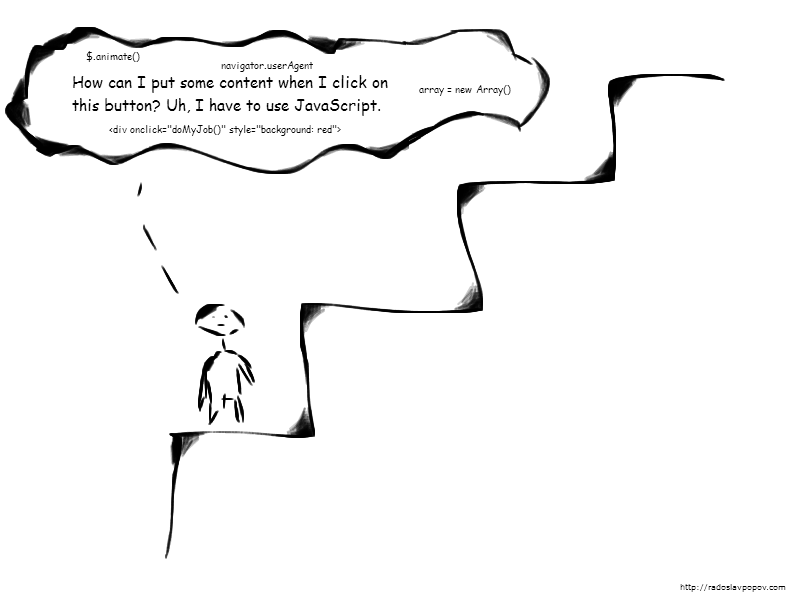 $.animate()
navigator.userAgent
How can I put some content when I click on
this button? Uh, I have to use JavaScript.
array = new Array()
<div onclick="doMyJob()" style="background: red">
http://radoslavpopov.com